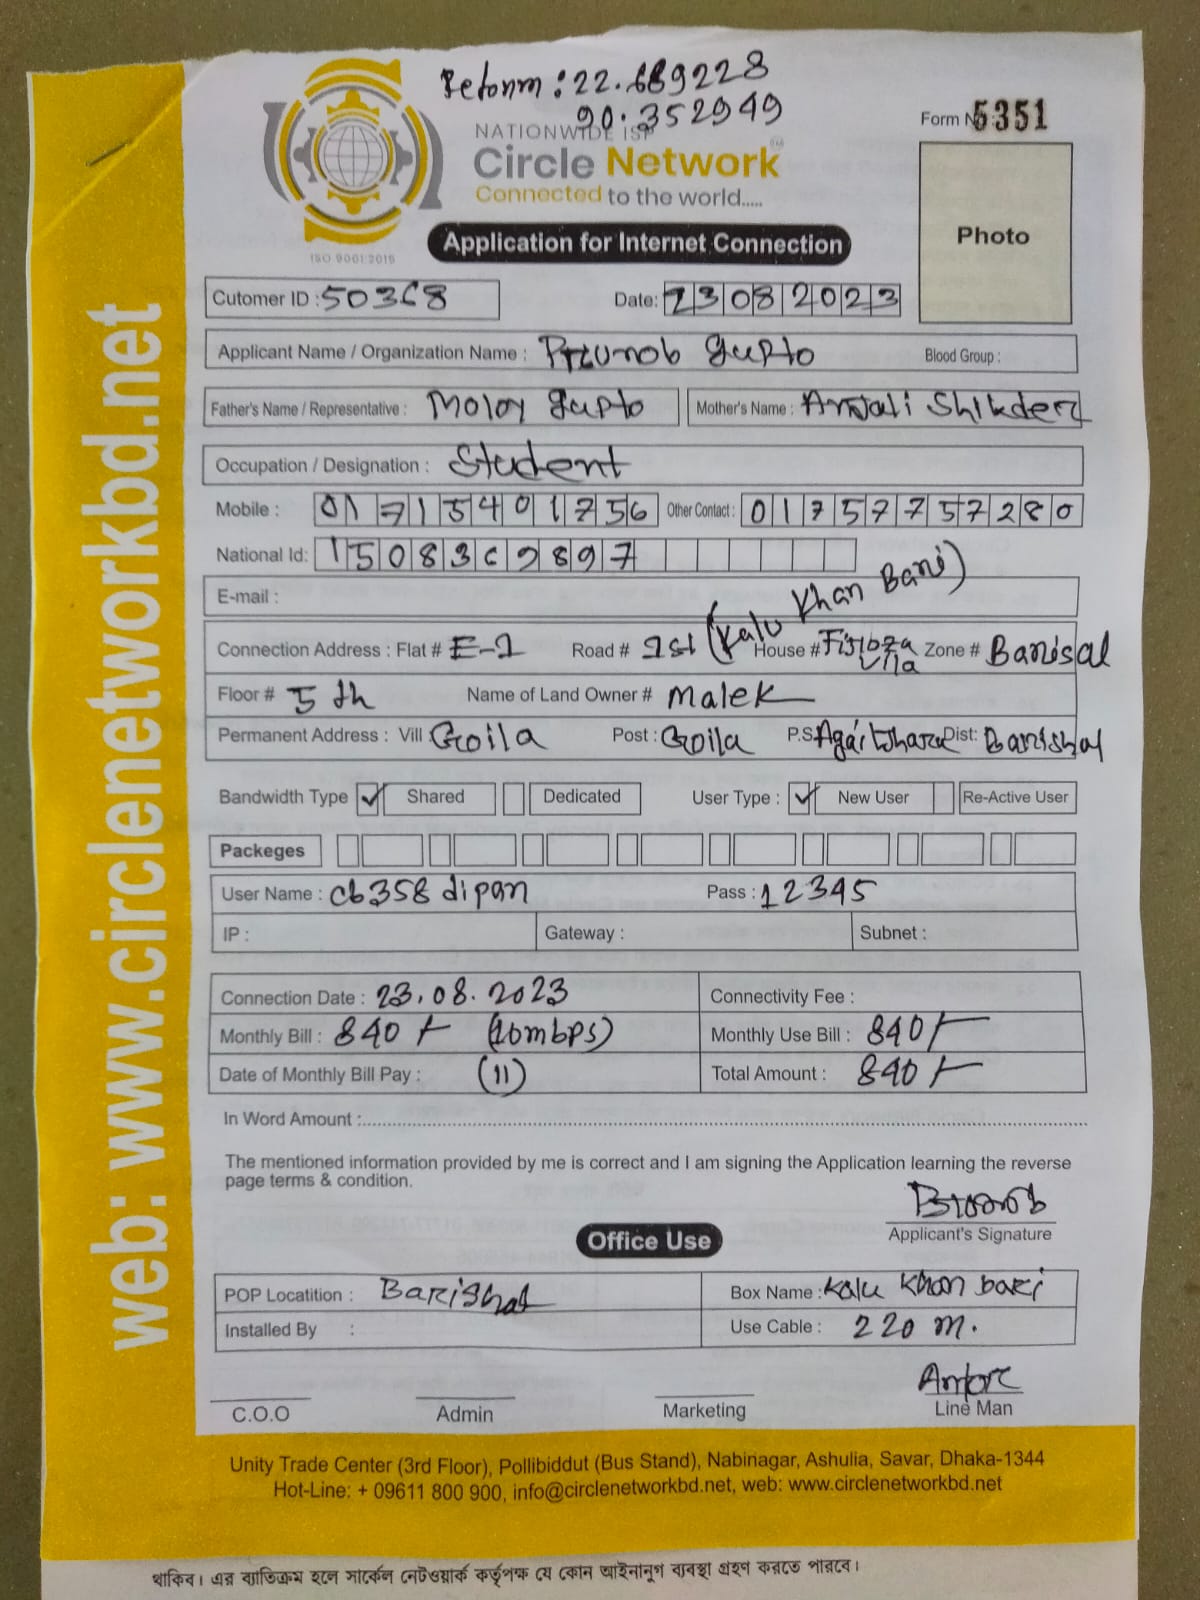 : 22.689228
90.352949
NATIONWIDE ISP
Circle Network
Connected to the world.....
ISO 9001:2015
Form N 5351
Photo
Application for Internet Connection
Cutomer ID : 50368 Date: 23082023
Applicant Name / Organization Name : Prunob Gupto Blood Group :
Father's Name / Representative : Moloy Gupto Mother's Name : Anjali Shikder
Occupation / Designation : Student
Mobile : 01715401756 Other Contact : 01757757280
National Id: 1508369897
E-mail :
Connection Address : Flat # E-1 Road # 1st (Kalu Khan Bari) House # Firoza Villa Zone # Barisal
Floor # 5 th Name of Land Owner # Malek
Permanent Address : Vill Goila Post : Goila P.S Dist: Barishal
Bandwidth Type ✓ Shared Dedicated User Type : ✓ New User Re-Active User
Packeges
User Name : cb358 dipan Pass : 12345
IP : Gateway : Subnet :
Connection Date : 23.08.2023 Connectivity Fee :
Monthly Bill : 840/- (10mbps) Monthly Use Bill : 840/-
Date of Monthly Bill Pay : (11) Total Amount : 840/-
In Word Amount :
The mentioned information provided by me is correct and I am signing the Application learning the reverse
page terms & condition.
Applicant's Signature
Office Use
POP Locatition : Barishal Box Name : Kalu Khan bari
Installed By : Use Cable : 220 m.
C.O.O Admin Marketing Line Man
Unity Trade Center (3rd Floor), Pollibiddut (Bus Stand), Nabinagar, Ashulia, Savar, Dhaka-1344
Hot-Line: + 09611 800 900, info@circlenetworkbd.net, web: www.circlenetworkbd.net
থাকিব। এর ব্যাতিক্রম হলে সার্কেল নেটওয়ার্ক কর্তৃপক্ষ যে কোন আইনানুগ ব্যবস্থা গ্রহণ করতে পারবে।
web: www.circlenetworkbd.net